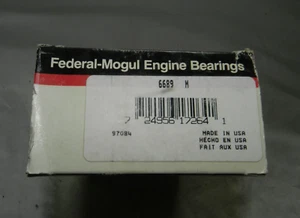 Federal-Mogul Engine Bearings
6689 M
7 24956 17264 1
97084
MADE IN USA
HECHO EN USA
FAIT AUX USA